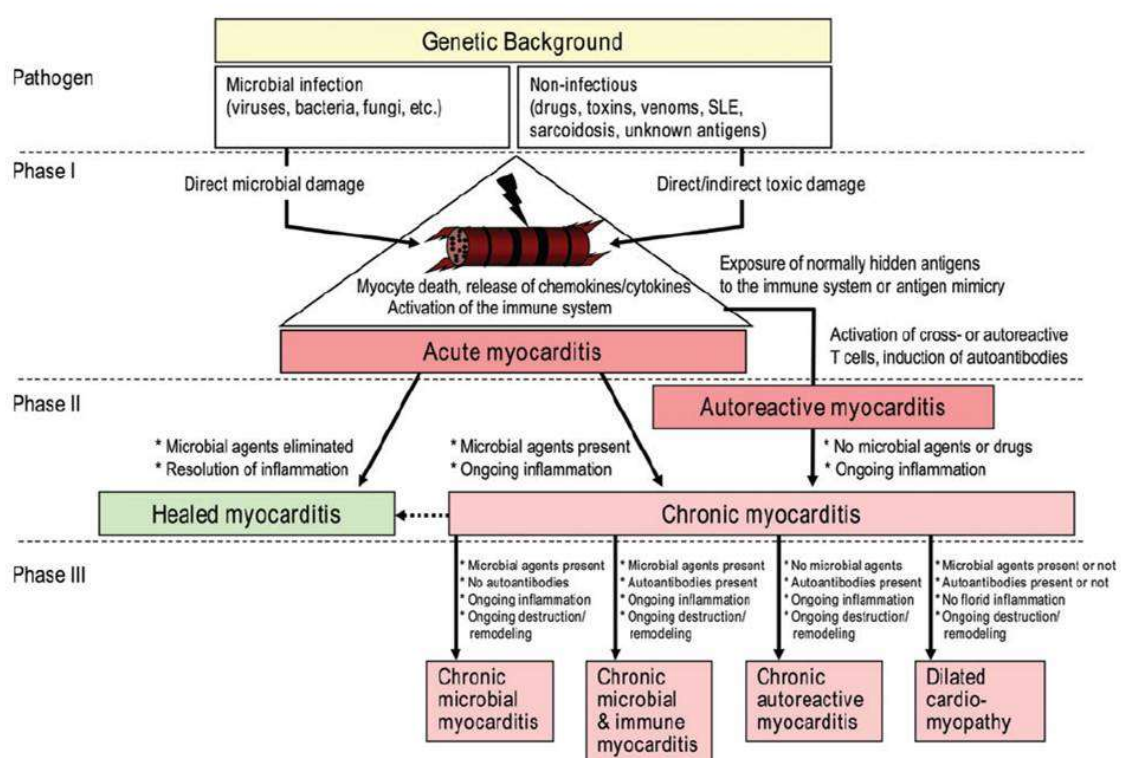 Genetic Background
Pathogen
Microbial infection
(viruses, bacteria, fungi, etc.)
Non-infectious
(drugs, toxins, venoms, SLE,
sarcoidosis, unknown antigens)
Phase I
Direct microbial damage
Direct/indirect toxic damage
Myocyte death, release of chemokines/cytokines
Activation of the immune system
Exposure of normally hidden antigens
to the immune system or antigen mimicry
Acute myocarditis
Activation of cross- or autoreactive
T cells, induction of autoantibodies
Phase II
Autoreactive myocarditis
* Microbial agents eliminated
* Resolution of inflammation
* Microbial agents present
* Ongoing inflammation
* No microbial agents or drugs
* Ongoing inflammation
Healed myocarditis
Chronic myocarditis
Phase III
* Microbial agents present
* No autoantibodies
* Ongoing inflammation
* Ongoing destruction/
remodeling
* Microbial agents present
* Autoantibodies present
* Ongoing inflammation
* Ongoing destruction/
remodeling
* No microbial agents
* Autoantibodies present
* Ongoing inflammation
* Ongoing destruction/
remodeling
* Microbial agents present or not
* Autoantibodies present or not
* No florid inflammation
* Ongoing destruction/
remodeling
Chronic
microbial
myocarditis
Chronic
microbial
& immune
myocarditis
Chronic
autoreactive
myocarditis
Dilated
cardio-
myopathy